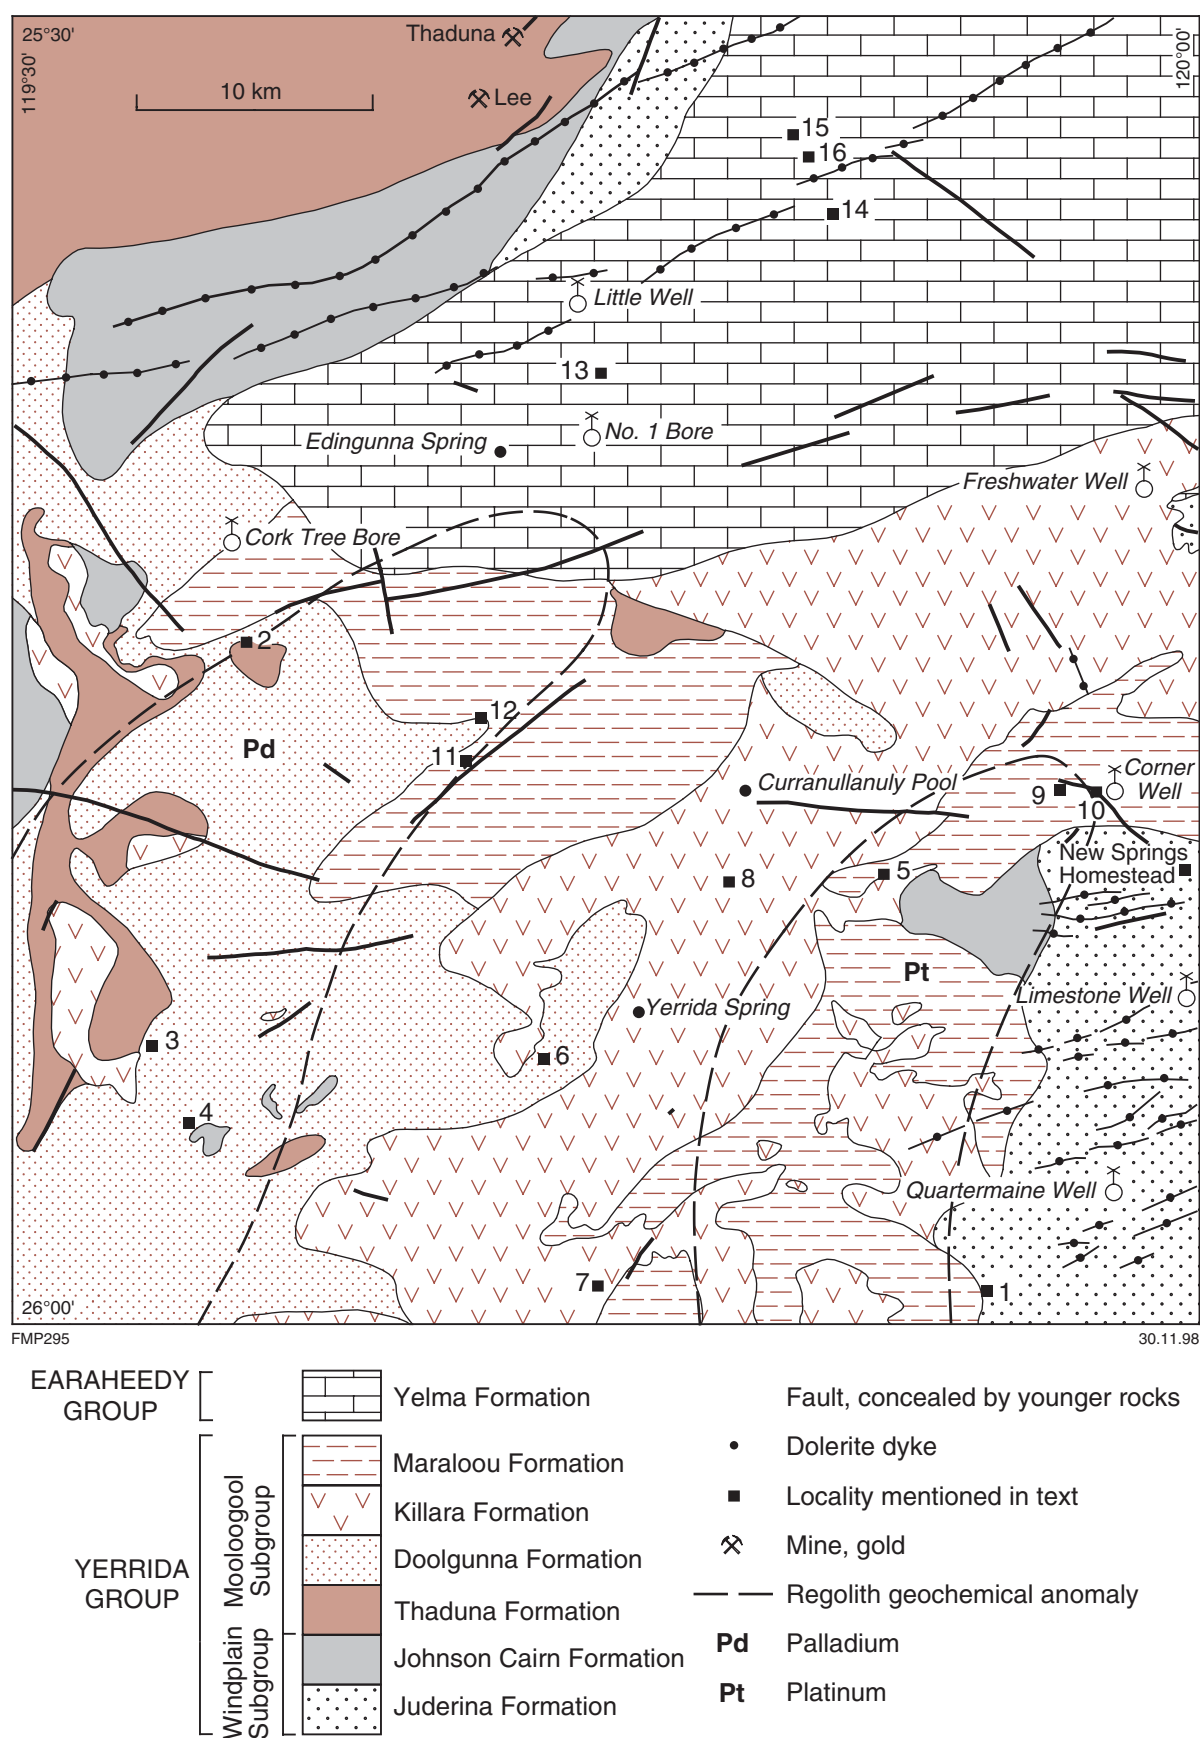 25°30'
119°30'
120°00'
Thaduna
10 km
Lee
15
16
14
Little Well
13
Edingunna Spring
No. 1 Bore
Freshwater Well
Cork Tree Bore
2
12
Pd
11
Curranullanuly Pool
Corner
Well
9
10
New Springs
Homestead
8
5
Pt
Limestone Well
Yerrida Spring
3
6
4
Quartermaine Well
7
1
26°00'
FMP295
30.11.98
EARAHEEDY
GROUP
Yelma Formation
YERRIDA
GROUP
Mooloogool
Subgroup
Maraloou Formation
Killara Formation
Doolgunna Formation
Thaduna Formation
Windplain
Subgroup
Johnson Cairn Formation
Juderina Formation
Fault, concealed by younger rocks
Dolerite dyke
Locality mentioned in text
Mine, gold
Regolith geochemical anomaly
Pd Palladium
Pt Platinum